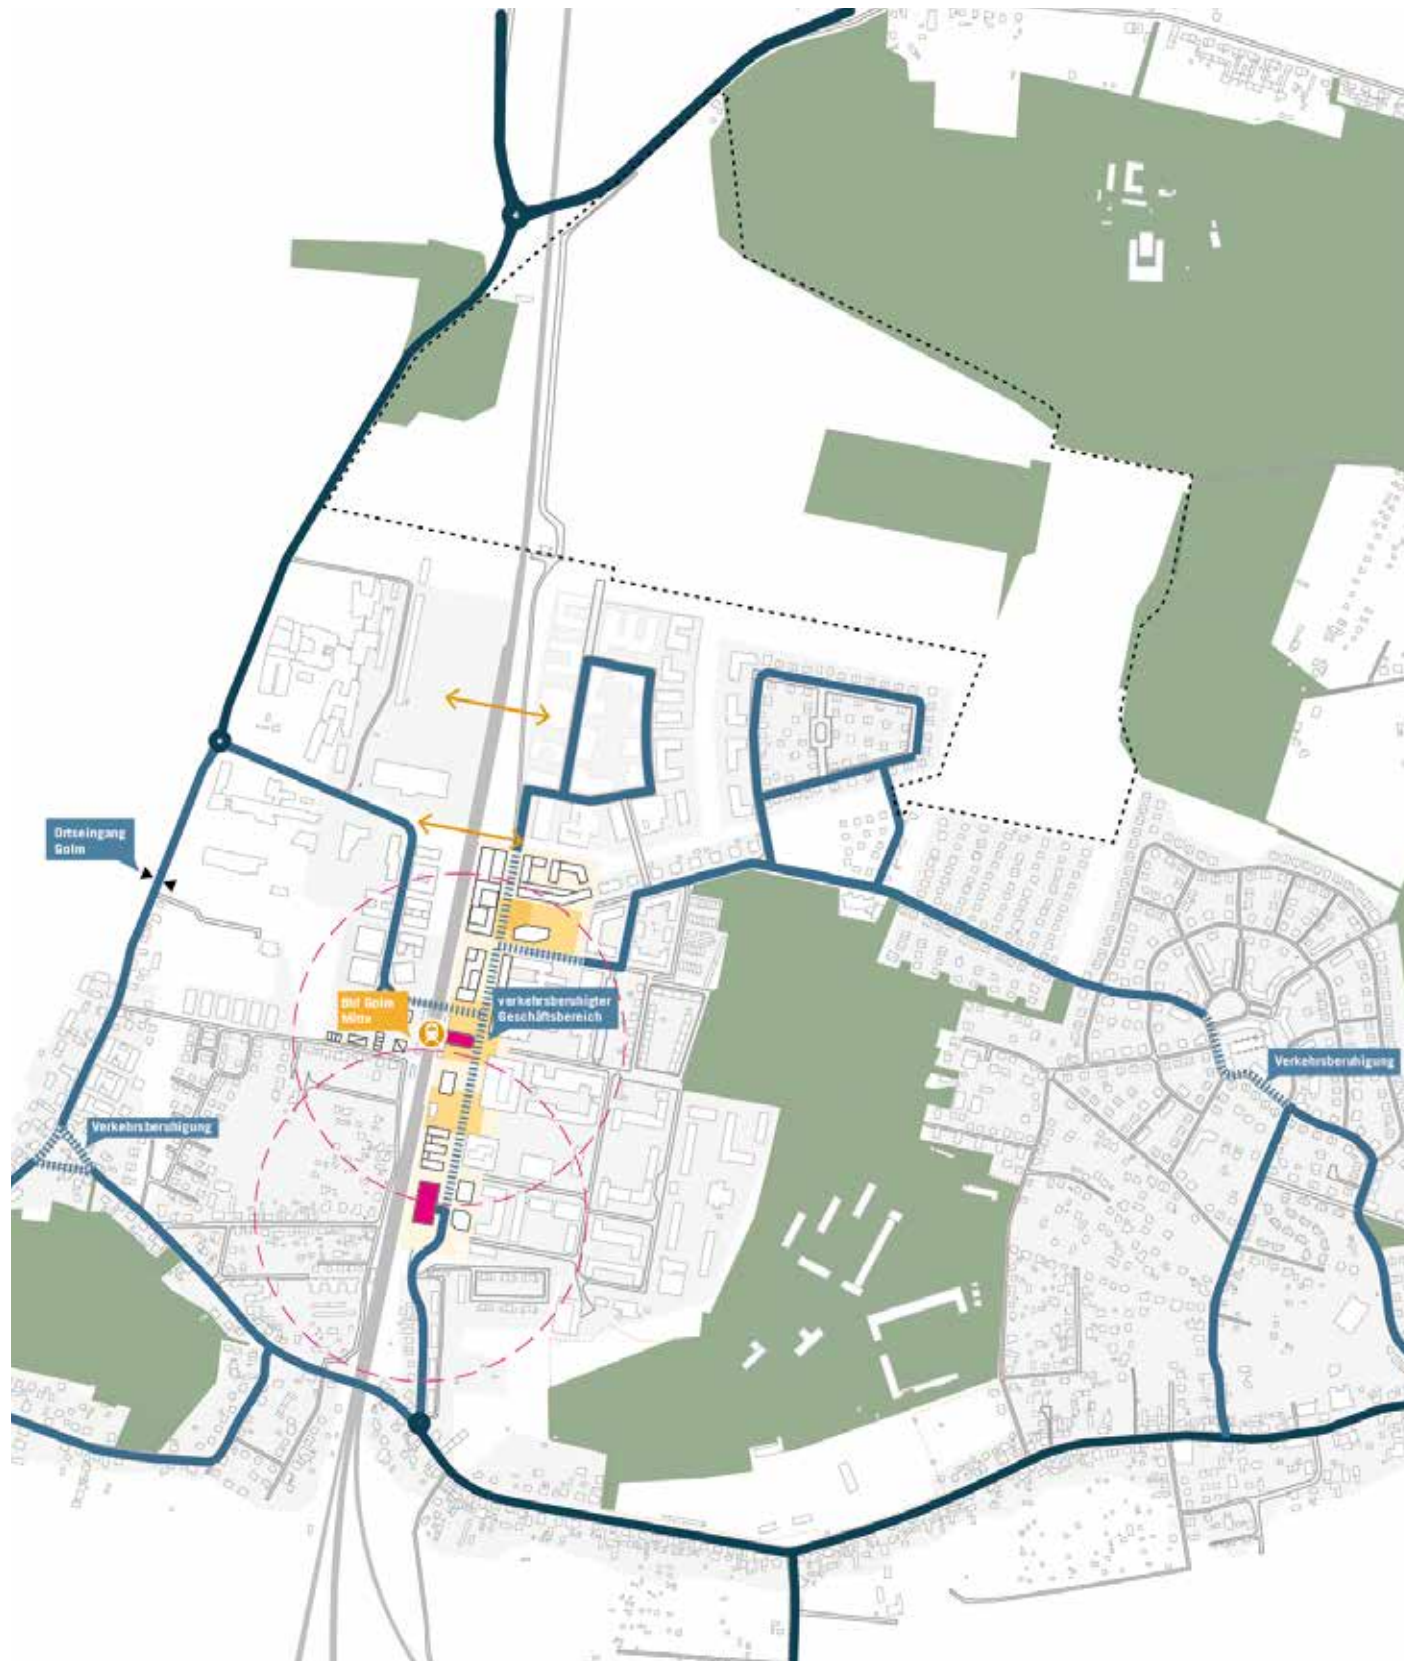 Ortseingang
Golm
Bhf Golm
Mitte
verkehrsberuhigter
Geschäftsbereich
Verkehrsberuhigung
Verkehrsberuhigung